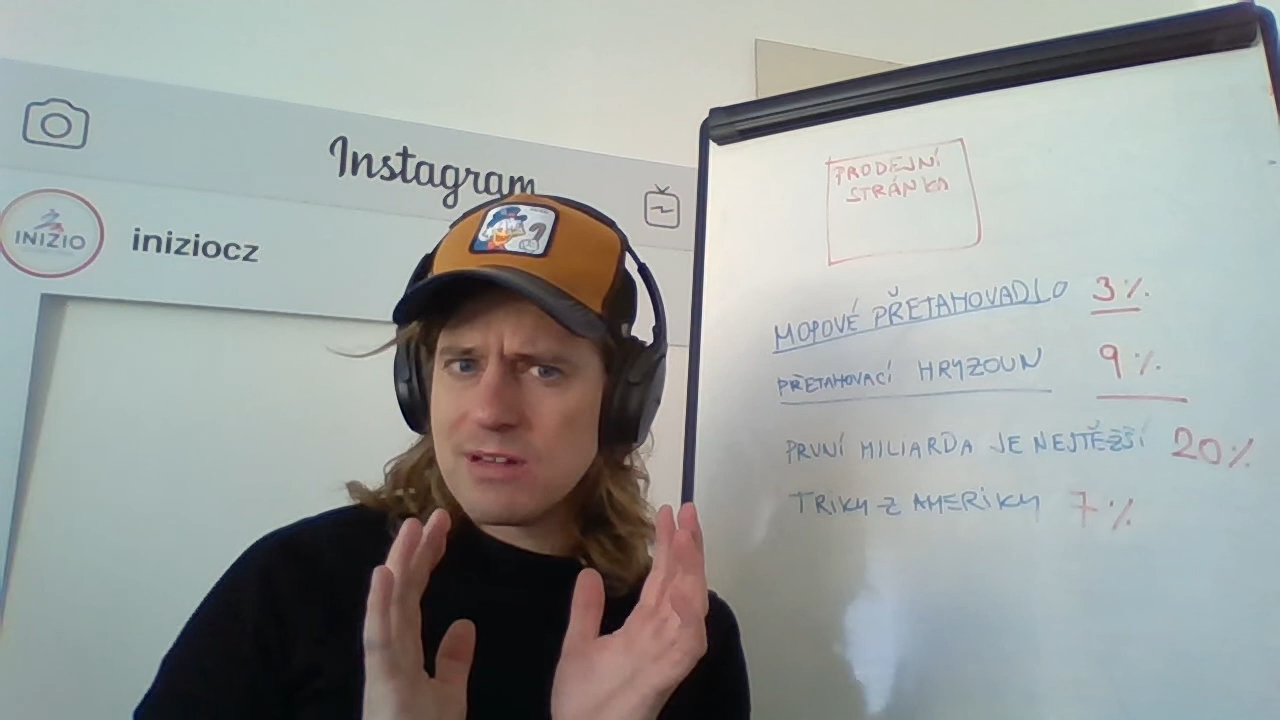 Instagram
INIZIO
iniziocz
PRODEJNÍ
STRÁNKA
MOPOVÉ PŘETAHOVADLO 3%
PŘETAHOVACÍ HRYZOUN 9%
PRVNÍ MILIARDA JE NEJTĚŽŠÍ 20%
TRIKY Z AMERIKY 7%